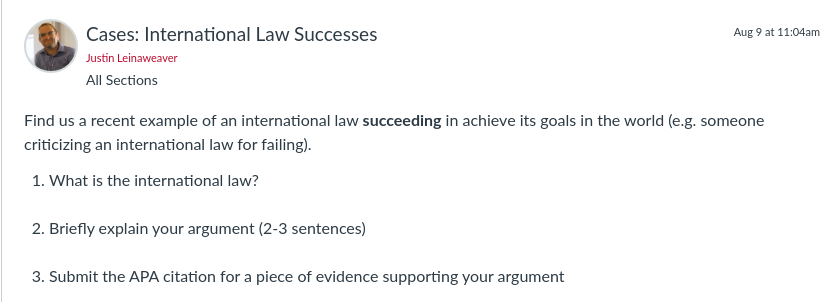 Cases: International Law Successes
Aug 9 at 11:04am
Justin Leinaweaver
All Sections
Find us a recent example of an international law succeeding in achieve its goals in the world (e.g. someone
criticizing an international law for failing).
1. What is the international law?
2. Briefly explain your argument (2-3 sentences)
3. Submit the APA citation for a piece of evidence supporting your argument